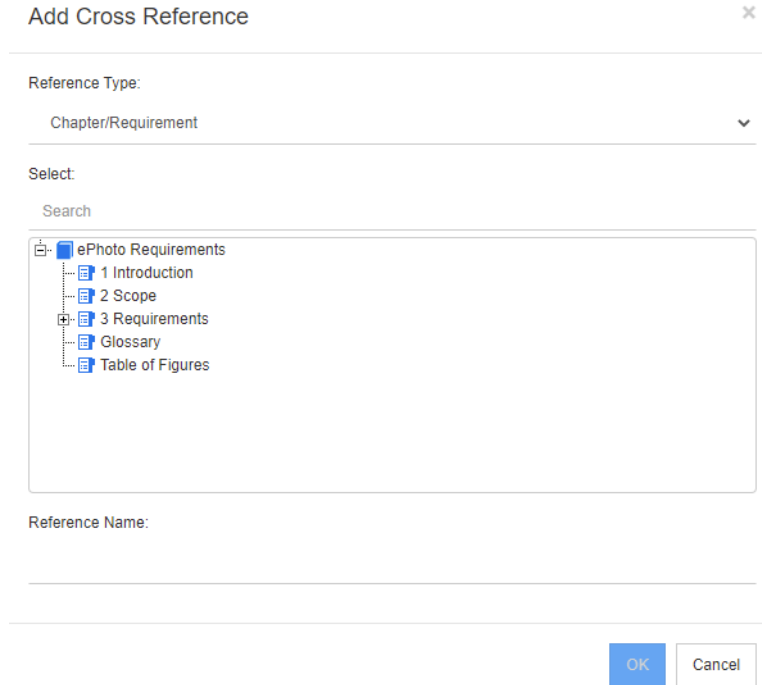 Add Cross Reference
×
Reference Type:
Chapter/Requirement
Select:
Search
ePhoto Requirements
1 Introduction
2 Scope
3 Requirements
Glossary
Table of Figures
Reference Name:
OK Cancel